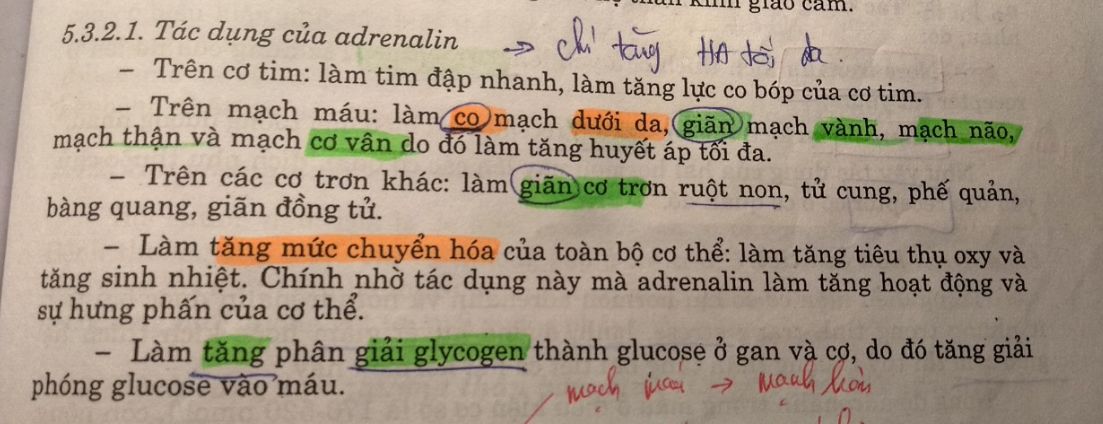 giao cảm.
5.3.2.1. Tác dụng của adrenalin → chỉ tăng HA tối đa.
– Trên cơ tim: làm tim đập nhanh, làm tăng lực co bóp của cơ tim.
– Trên mạch máu: làm co mạch dưới da, giãn mạch vành, mạch não,
mạch thận và mạch cơ vân do đó làm tăng huyết áp tối đa.
– Trên các cơ trơn khác: làm giãn cơ trơn ruột non, tử cung, phế quản,
bàng quang, giãn đồng tử.
– Làm tăng mức chuyển hóa của toàn bộ cơ thể: làm tăng tiêu thụ oxy và
tăng sinh nhiệt. Chính nhờ tác dụng này mà adrenalin làm tăng hoạt động và
sự hưng phấn của cơ thể.
– Làm tăng phân giải glycogen thành glucose ở gan và cơ, do đó tăng giải
phóng glucose vào máu.
mạch → mạch